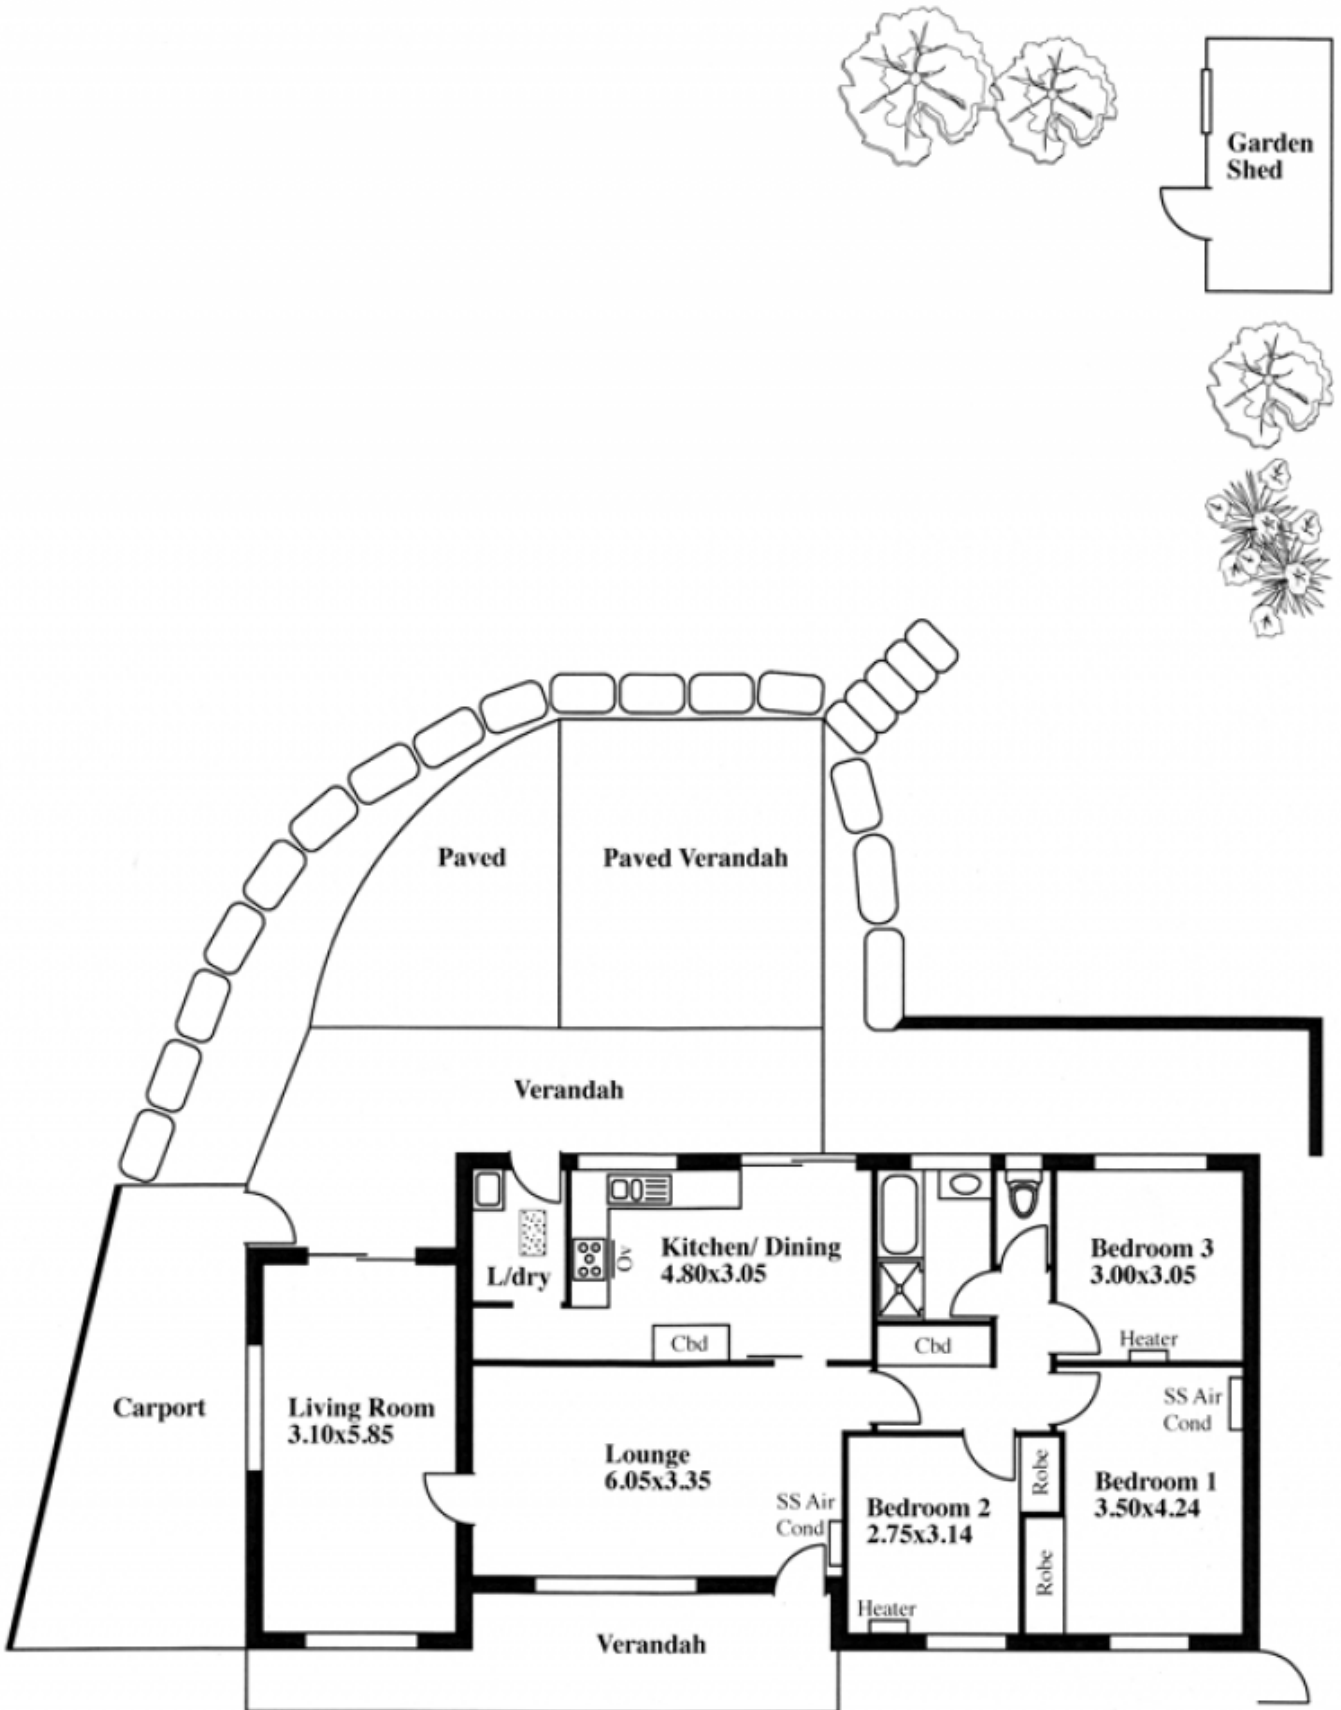 Garden
Shed
Paved
Paved Verandah
Verandah
L/dry
Ov
Kitchen/ Dining
4.80x3.05
Cbd
Cbd
Bedroom 3
3.00x3.05
Heater
Carport
Living Room
3.10x5.85
Lounge
6.05x3.35
SS Air
Cond
Bedroom 2
2.75x3.14
Heater
Robe
Robe
SS Air
Cond
Bedroom 1
3.50x4.24
Verandah